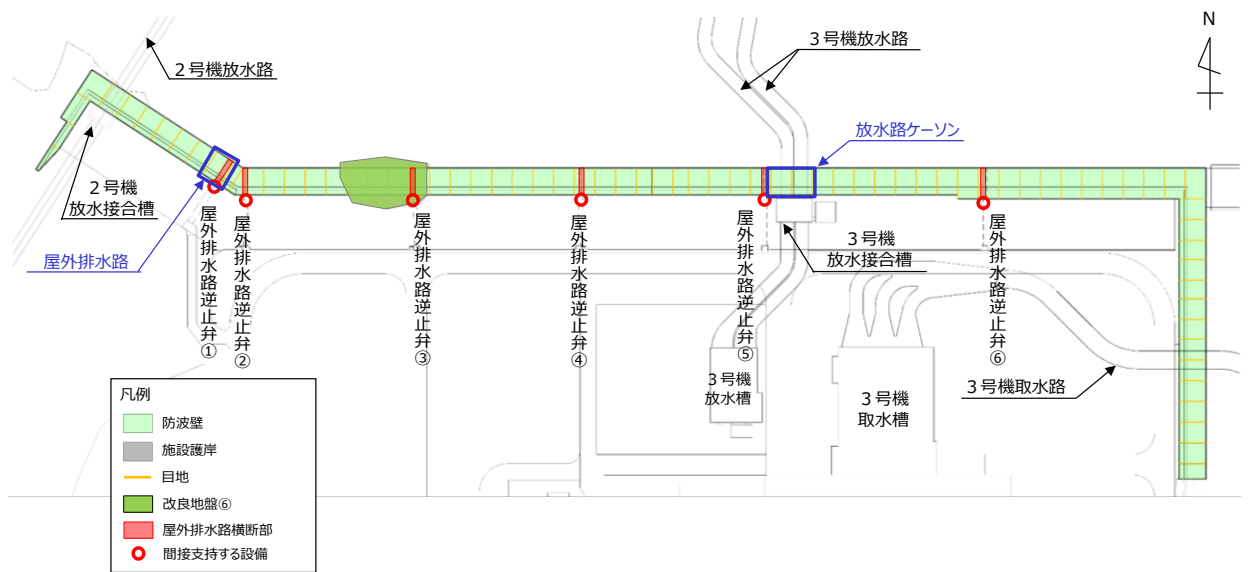 N
3号機放水路
2号機放水路
放水路ケーソン
2号機
放水接合槽
屋外排水路
屋外排水路逆止弁①
屋外排水路逆止弁②
屋外排水路逆止弁③
屋外排水路逆止弁④
屋外排水路逆止弁⑤
3号機
放水接合槽
屋外排水路逆止弁⑥
3号機
放水槽
3号機
取水槽
3号機取水路
凡例
防波壁
施設護岸
目地
改良地盤⑥
屋外排水路横断部
間接支持する設備